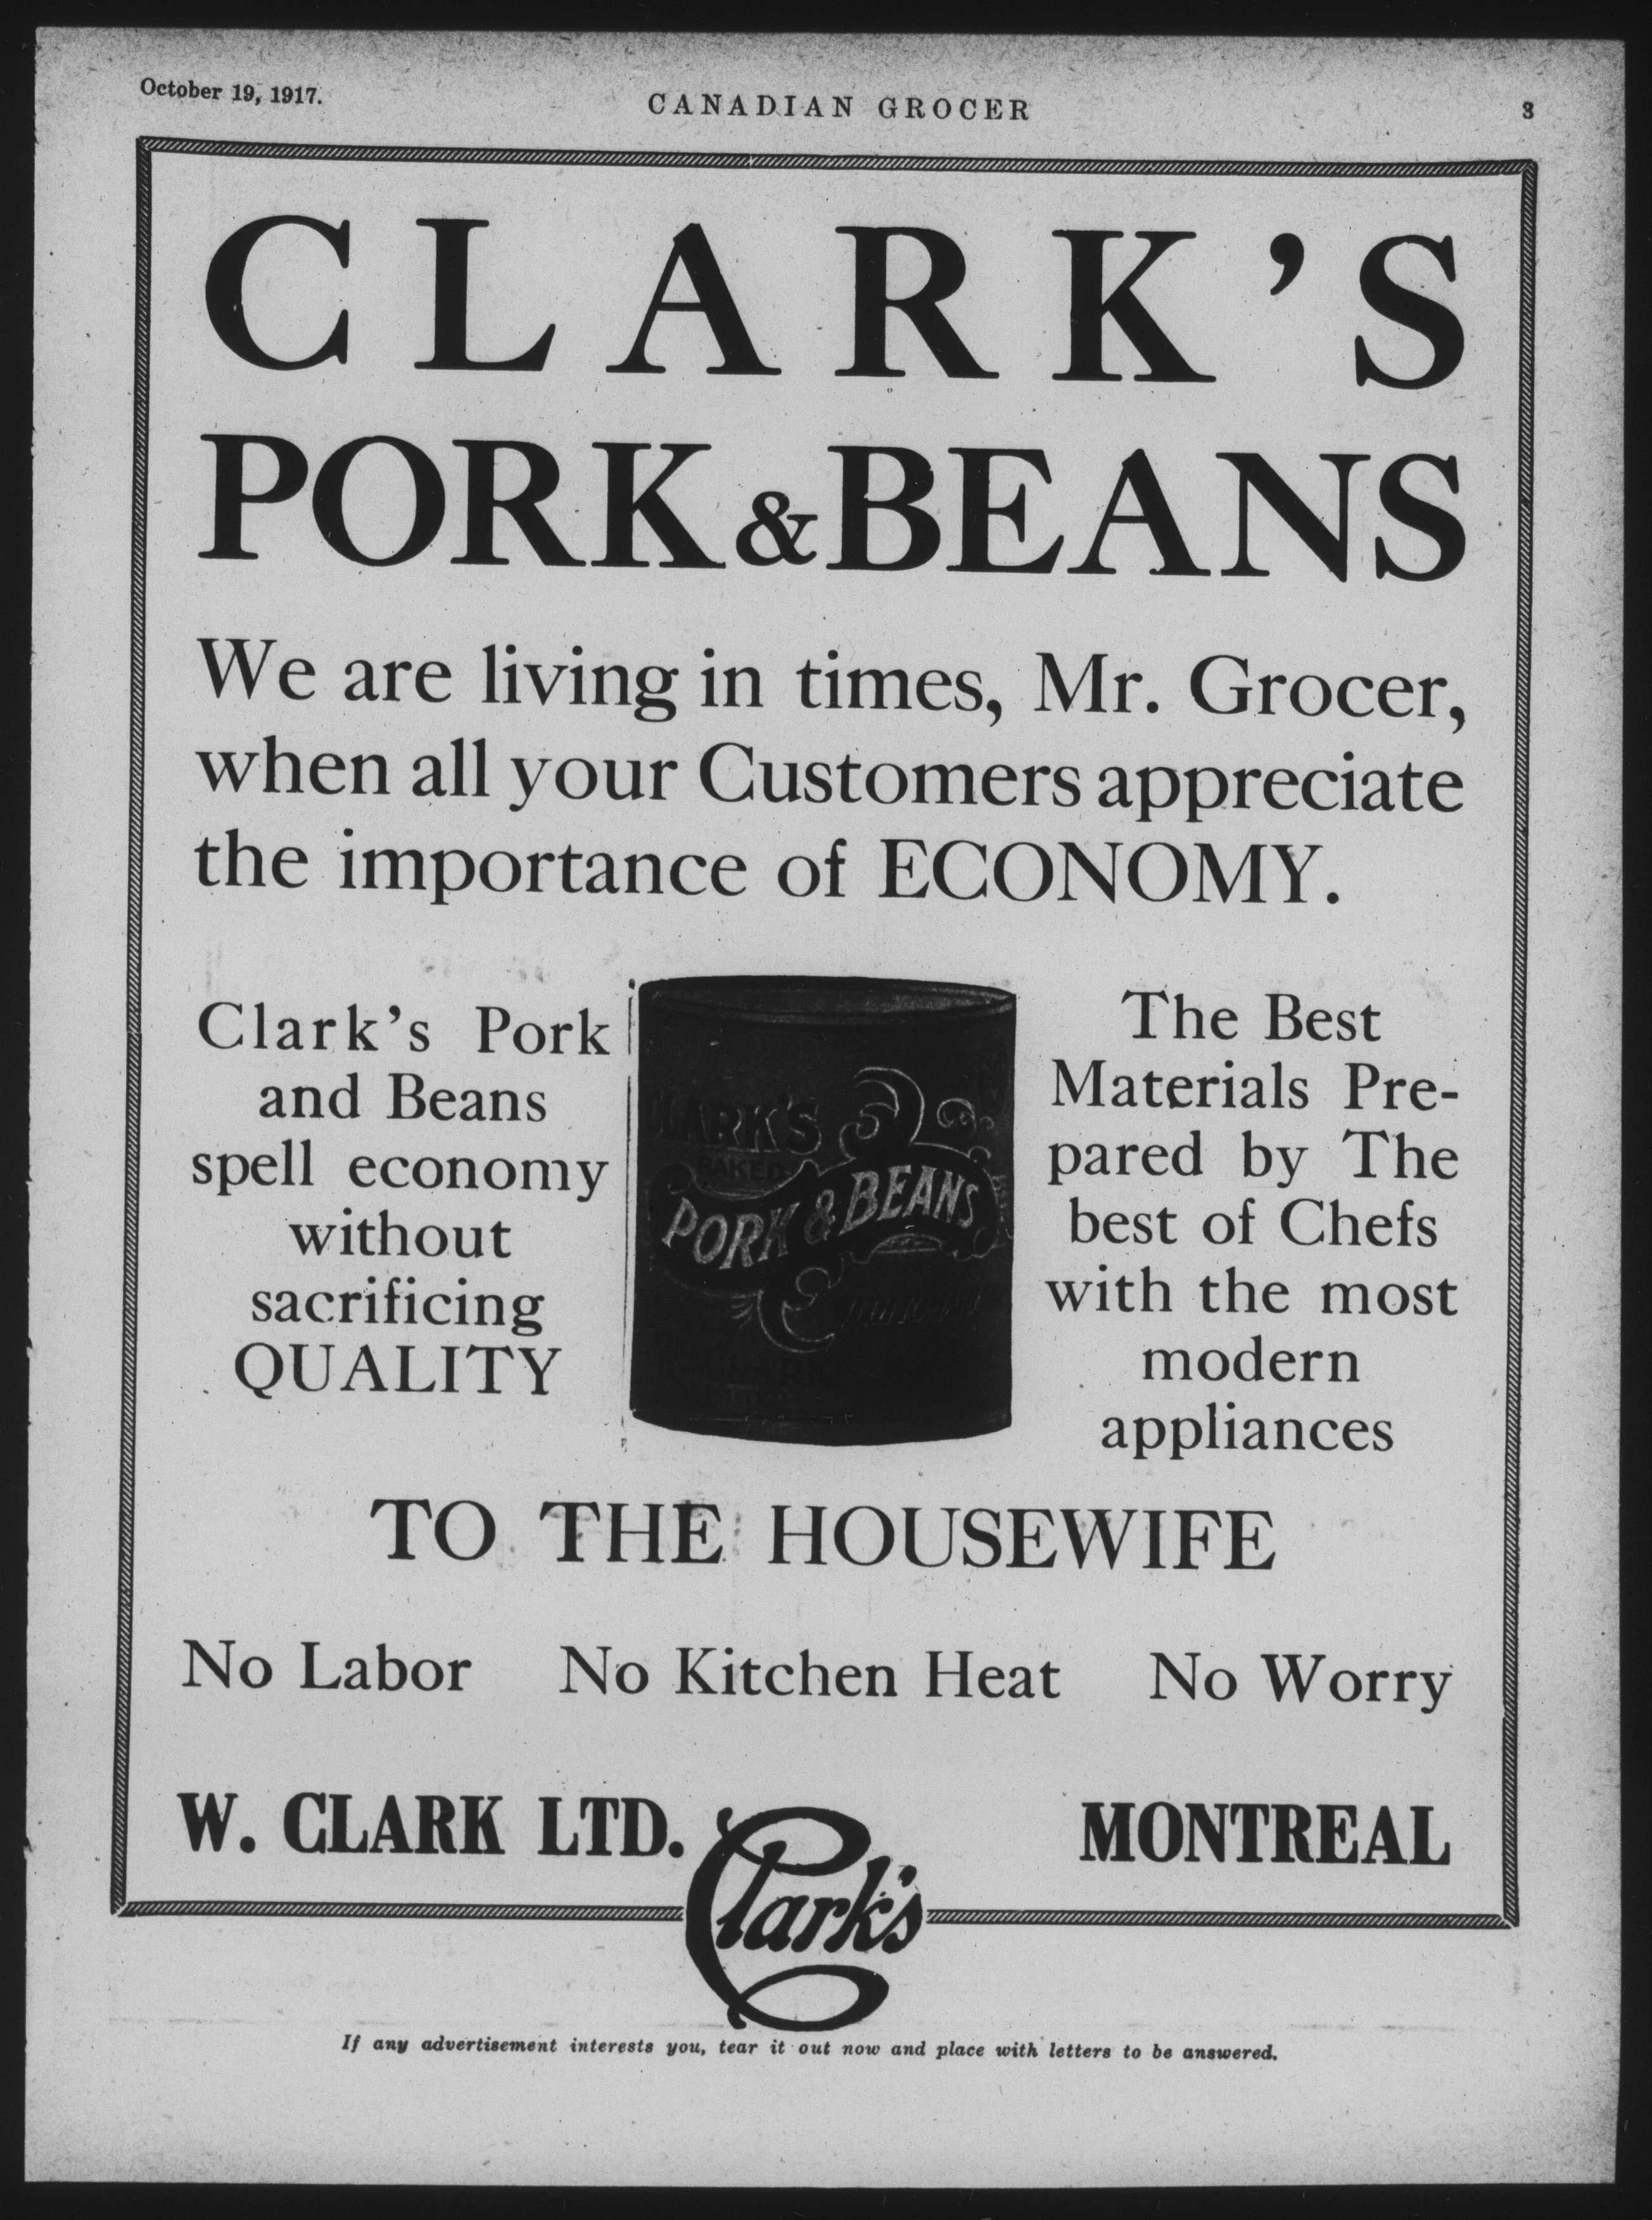 October 19, 1917.
CANADIAN GROCER
3
CLARK'S
PORK & BEANS
We are living in times, Mr. Grocer,
when all your Customers appreciate
the importance of ECONOMY.
Clark's Pork
and Beans
spell economy
without
sacrificing
QUALITY
CLARK'S
BAKED
PORK & BEANS
The Best
Materials Pre-
pared by The
best of Chefs
with the most
modern
appliances
TO THE HOUSEWIFE
No Labor No Kitchen Heat No Worry
W. CLARK LTD.
MONTREAL
Clark's
If any advertisement interests you, tear it out now and place with letters to be answered.